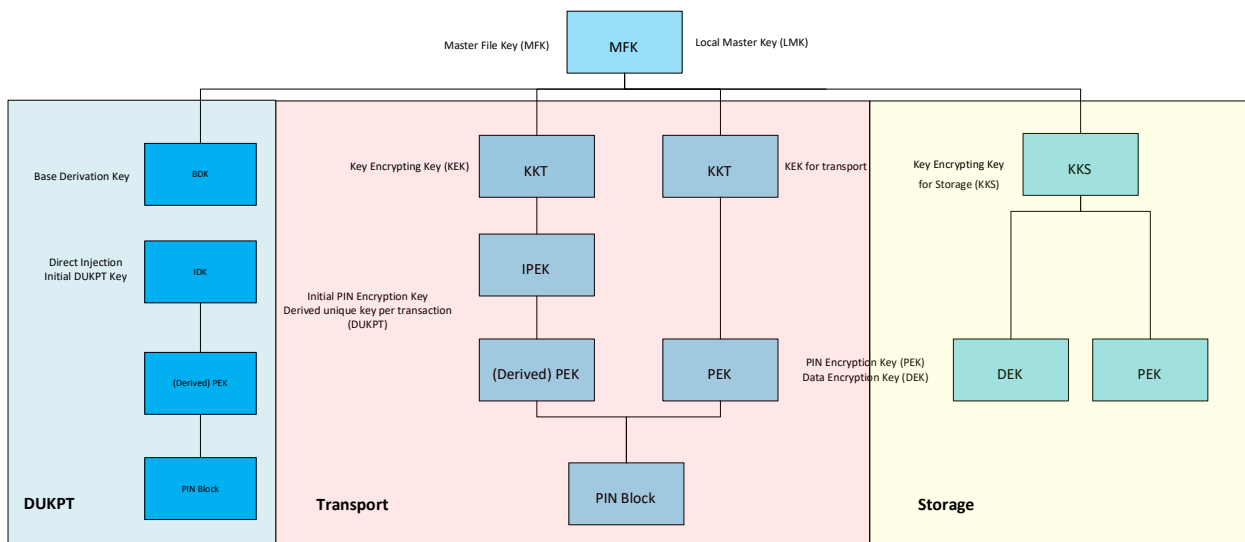 Master File Key (MFK)
MFK
Local Master Key (LMK)
Base Derivation Key
BDK
Direct Injection
Initial DUKPT Key
IDK
(Derived) PEK
PIN Block
DUKPT
Key Encrypting Key (KEK)
KKT
KKT
KEK for transport
IPEK
Initial PIN Encryption Key
Derived unique key per transaction
(DUKPT)
(Derived) PEK
PEK
PIN Block
Transport
Key Encrypting Key
for Storage (KKS)
KKS
PIN Encryption Key (PEK)
Data Encryption Key (DEK)
DEK
PEK
Storage